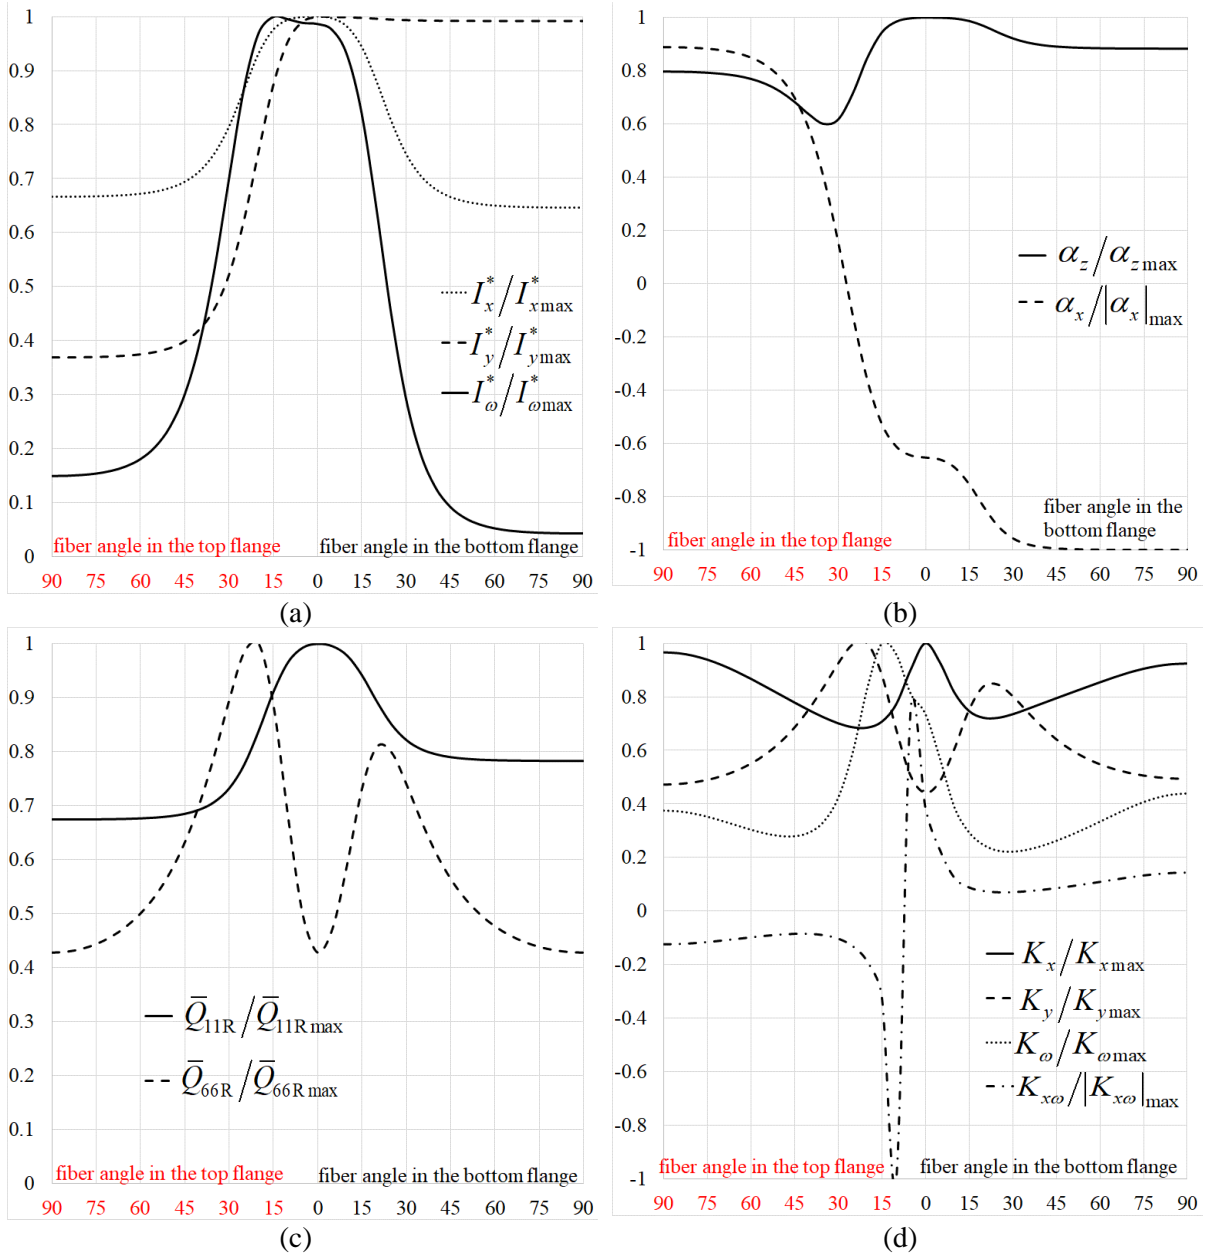 1
0.9
0.8
0.7
0.6
0.5
0.4
0.3
0.2
0.1
0
I*x/I*xmax
I*y/I*ymax
I*ω/I*ωmax
fiber angle in the top flange fiber angle in the bottom flange
90 75 60 45 30 15 0 15 30 45 60 75 90
(a)
1
0.8
0.6
0.4
0.2
0
-0.2
-0.4
-0.6
-0.8
-1
αz/αzmax
αx/|αx|max
fiber angle in the
bottom flange
fiber angle in the top flange
90 75 60 45 30 15 0 15 30 45 60 75 90
(b)
1
0.9
0.8
0.7
0.6
0.5
0.4
0.3
0.2
0.1
0
Q̅11R/Q̅11Rmax
Q̅66R/Q̅66Rmax
fiber angle in the top flange fiber angle in the bottom flange
90 75 60 45 30 15 0 15 30 45 60 75 90
(c)
1
0.8
0.6
0.4
0.2
0
-0.2
-0.4
-0.6
-0.8
-1
Kx/Kxmax
Ky/Kymax
Kω/Kωmax
Kxω/|Kxω|max
fiber angle in the top flange fiber angle in the bottom flange
90 75 60 45 30 15 0 15 30 45 60 75 90
(d)